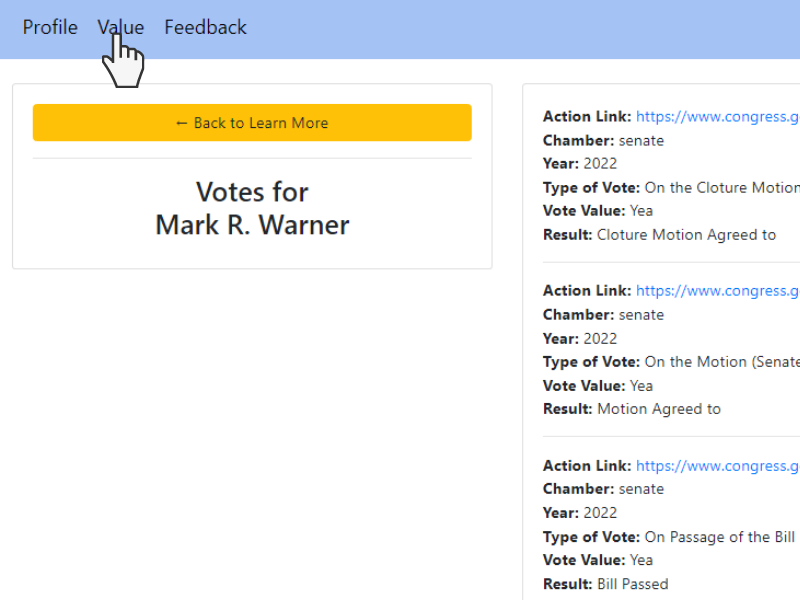 Profile Value Feedback
← Back to Learn More
Votes for
Mark R. Warner
Action Link: https://www.congress.g
Chamber: senate
Year: 2022
Type of Vote: On the Cloture Motion
Vote Value: Yea
Result: Cloture Motion Agreed to
Action Link: https://www.congress.g
Chamber: senate
Year: 2022
Type of Vote: On the Motion (Senate
Vote Value: Yea
Result: Motion Agreed to
Action Link: https://www.congress.g
Chamber: senate
Year: 2022
Type of Vote: On Passage of the Bill
Vote Value: Yea
Result: Bill Passed